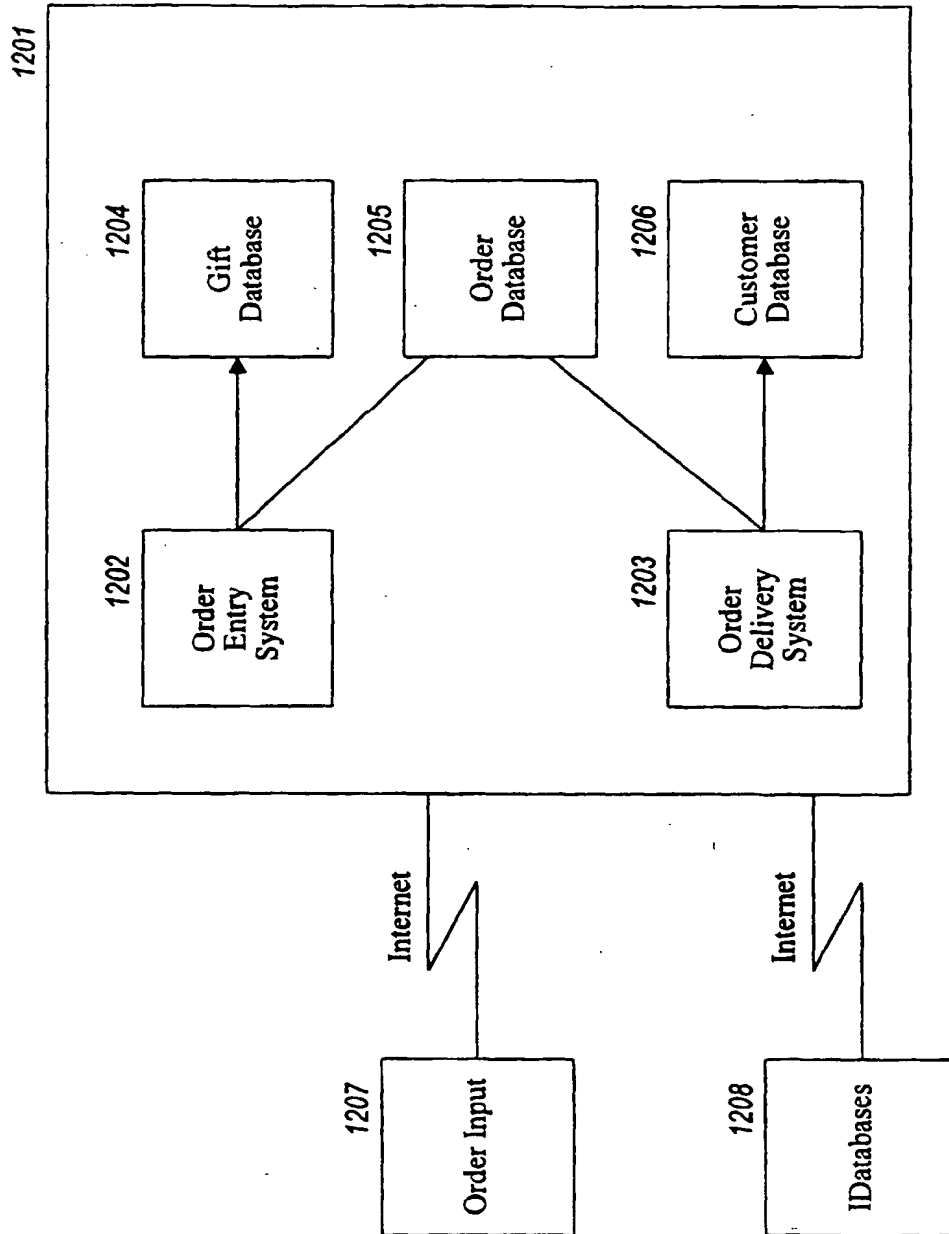 1201
1202
Order
Entry
System
1204
Gift
Database
1205
Order
Database
1203
Order
Delivery
System
1206
Customer
Database
Internet
Internet
1207
Order Input
1208
IDatabases